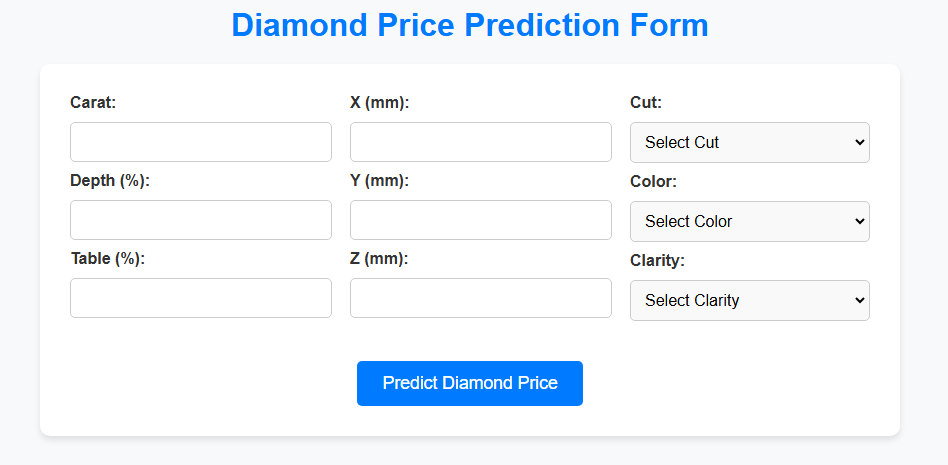 Diamond Price Prediction Form
Carat:
X (mm):
Cut:
Select Cut
Depth (%):
Y (mm):
Color:
Select Color
Table (%):
Z (mm):
Clarity:
Select Clarity
Predict Diamond Price